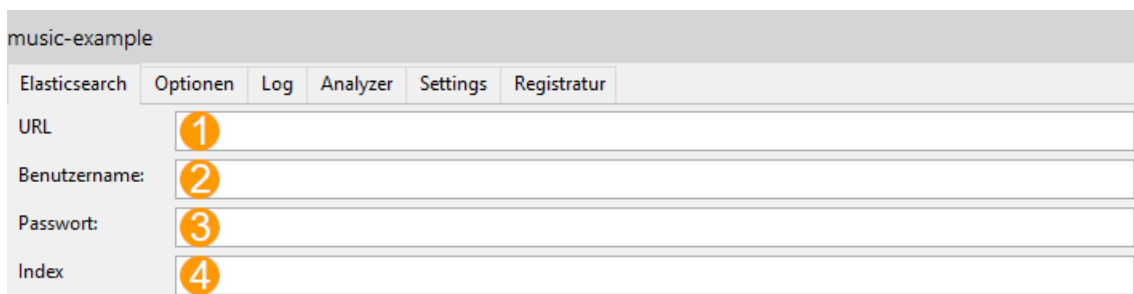 music-example
Elasticsearch Optionen Log Analyzer Settings Registratur
URL 1
Benutzername: 2
Passwort: 3
Index 4